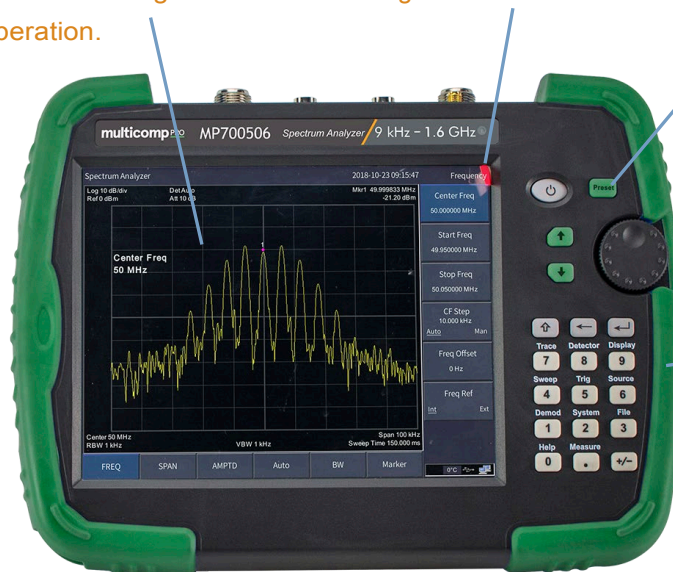 peration.
multicomp PRO MP700506 Spectrum Analyzer 9 kHz – 1.6 GHz
Spectrum Analyzer 2018-10-23 09:15:47 Frequency
Log 10 dB/div Det Auto Mkr1 49.999833 MHz
Ref 0 dBm Att 10 dB -21.20 dBm
1
Center Freq
50 MHz
Center 50 MHz Span 100 kHz
RBW 1 kHz VBW 1 kHz Sweep Time 150.000 ms
Center Freq
50.000000 MHz
Start Freq
49.950000 MHz
Stop Freq
50.050000 MHz
CF Step
10.000 kHz
Auto Man
Freq Offset
0 Hz
Freq Ref
Int Ext
FREQ SPAN AMPTD Auto BW Marker
0°C
Preset
Trace Detector Display
7 8 9
Sweep Trig Source
4 5 6
Demod System File
1 2 3
Help Measure
0 . +/−